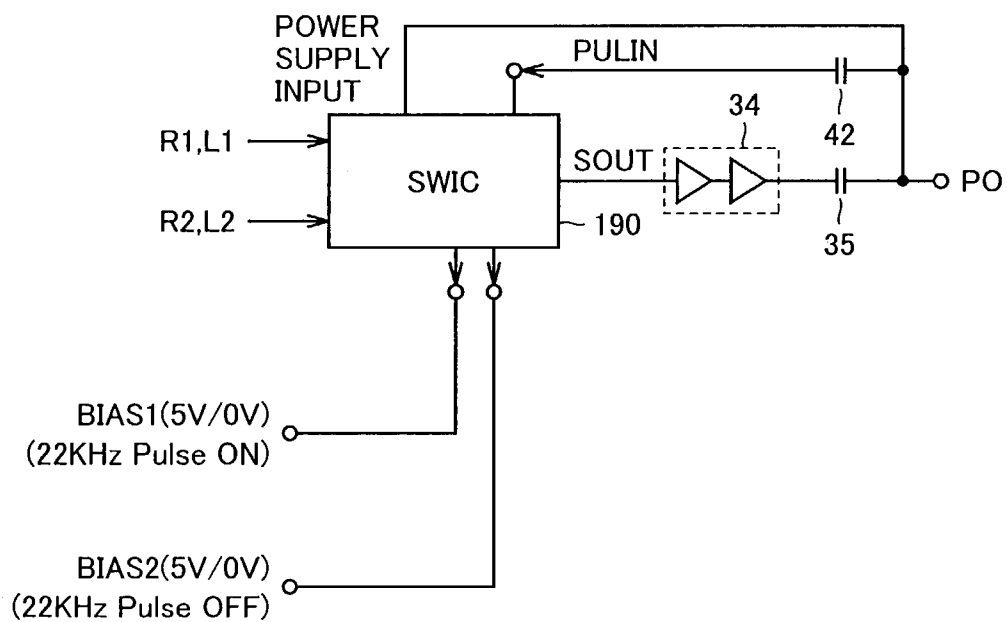 POWER
SUPPLY
INPUT
PULIN
42
34
R1,L1
SWIC
SOUT
PO
R2,L2
190
35
BIAS1(5V/0V)
(22KHz Pulse ON)
BIAS2(5V/0V)
(22KHz Pulse OFF)